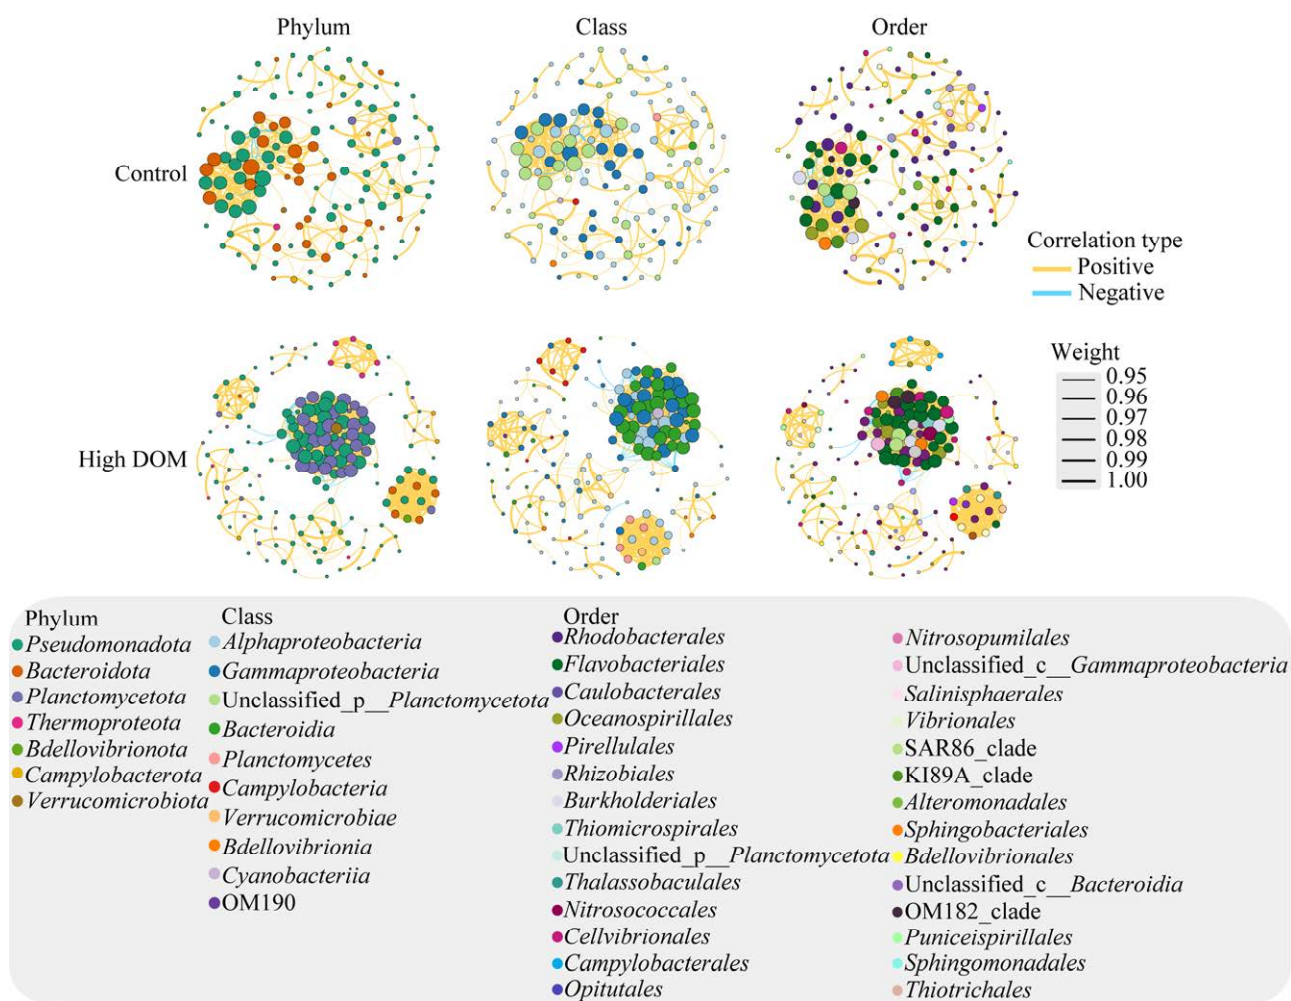 Phylum Class Order
Control
Correlation type
Positive
Negative
High DOM
Weight
0.95
0.96
0.97
0.98
0.99
1.00
Phylum
Pseudomonadota
Bacteroidota
Planctomycetota
Thermoproteota
Bdellovibrionota
Campylobacterota
Verrucomicrobiota
Class
Alphaproteobacteria
Gammaproteobacteria
Unclassified_p__Planctomycetota
Bacteroidia
Planctomycetes
Campylobacteria
Verrucomicrobiae
Bdellovibrionia
Cyanobacteriia
OM190
Order
Rhodobacterales
Flavobacteriales
Caulobacterales
Oceanospirillales
Pirellulales
Rhizobiales
Burkholderiales
Thiomicrospirales
Unclassified_p__Planctomycetota
Thalassobaculales
Nitrosococcales
Cellvibrionales
Campylobacterales
Opitutales
Nitrosopumilales
Unclassified_c__Gammaproteobacteria
Salinisphaerales
Vibrionales
SAR86_clade
KI89A_clade
Alteromonadales
Sphingobacteriales
Bdellovibrionales
Unclassified_c__Bacteroidia
OM182_clade
Puniceispirillales
Sphingomonadales
Thiotrichales